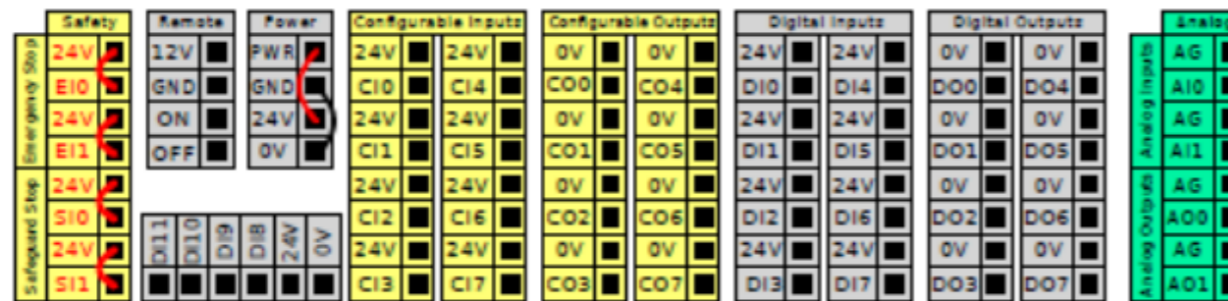 Safety
Emergency Stop
24V
EI0
24V
EI1
Safeguard Stop
24V
SI0
24V
SI1
Remote
12V
GND
ON
OFF
Power
PWR
GND
24V
0V
DI11
DI10
DI9
DI8
24V
0V
Configurable Inputs
24V 24V
CI0 CI4
24V 24V
CI1 CI5
24V 24V
CI2 CI6
24V 24V
CI3 CI7
Configurable Outputs
0V 0V
CO0 CO4
0V 0V
CO1 CO5
0V 0V
CO2 CO6
0V 0V
CO3 CO7
Digital Inputs
24V 24V
DI0 DI4
24V 24V
DI1 DI5
24V 24V
DI2 DI6
24V 24V
DI3 DI7
Digital Outputs
0V 0V
DO0 DO4
0V 0V
DO1 DO5
0V 0V
DO2 DO6
0V 0V
DO3 DO7
Analog
Analog Inputs
AG
AI0
AG
AI1
Analog Outputs
AG
AO0
AG
AO1